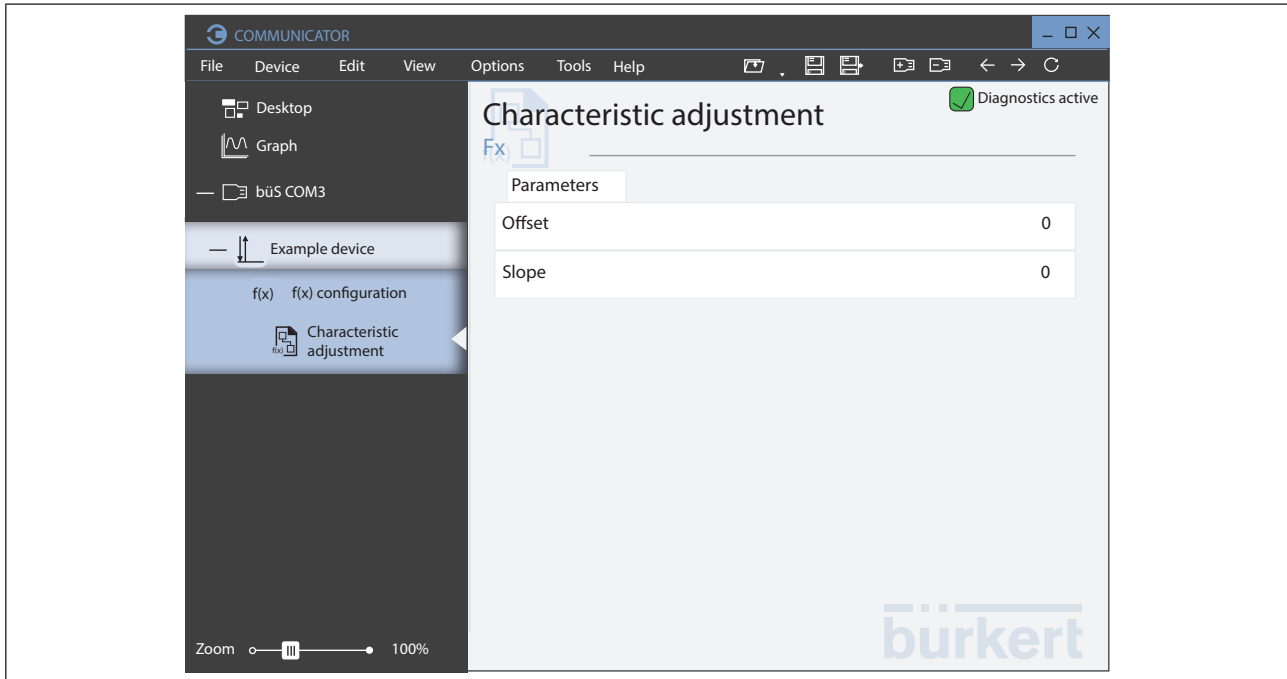 COMMUNICATOR
File Device Edit View Options Tools Help
Desktop
Graph
büS COM3
Example device
f(x) f(x) configuration
f(x) Characteristic
adjustment
Zoom 100%
Diagnostics active
Characteristic adjustment
Fx
f(x)
Parameters
Offset 0
Slope 0
burkert